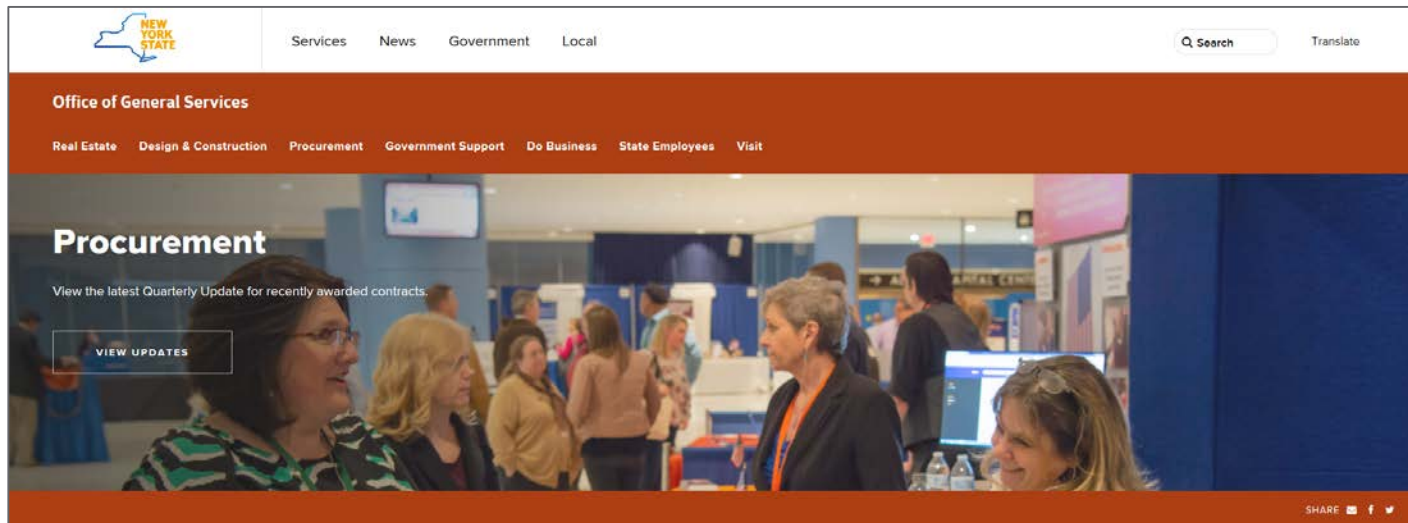 NEW
YORK
STATE
Services News Government Local
Search
Translate
Office of General Services
Real Estate Design & Construction Procurement Government Support Do Business State Employees Visit
Procurement
View the latest Quarterly Update for recently awarded contracts.
VIEW UPDATES
SHARE